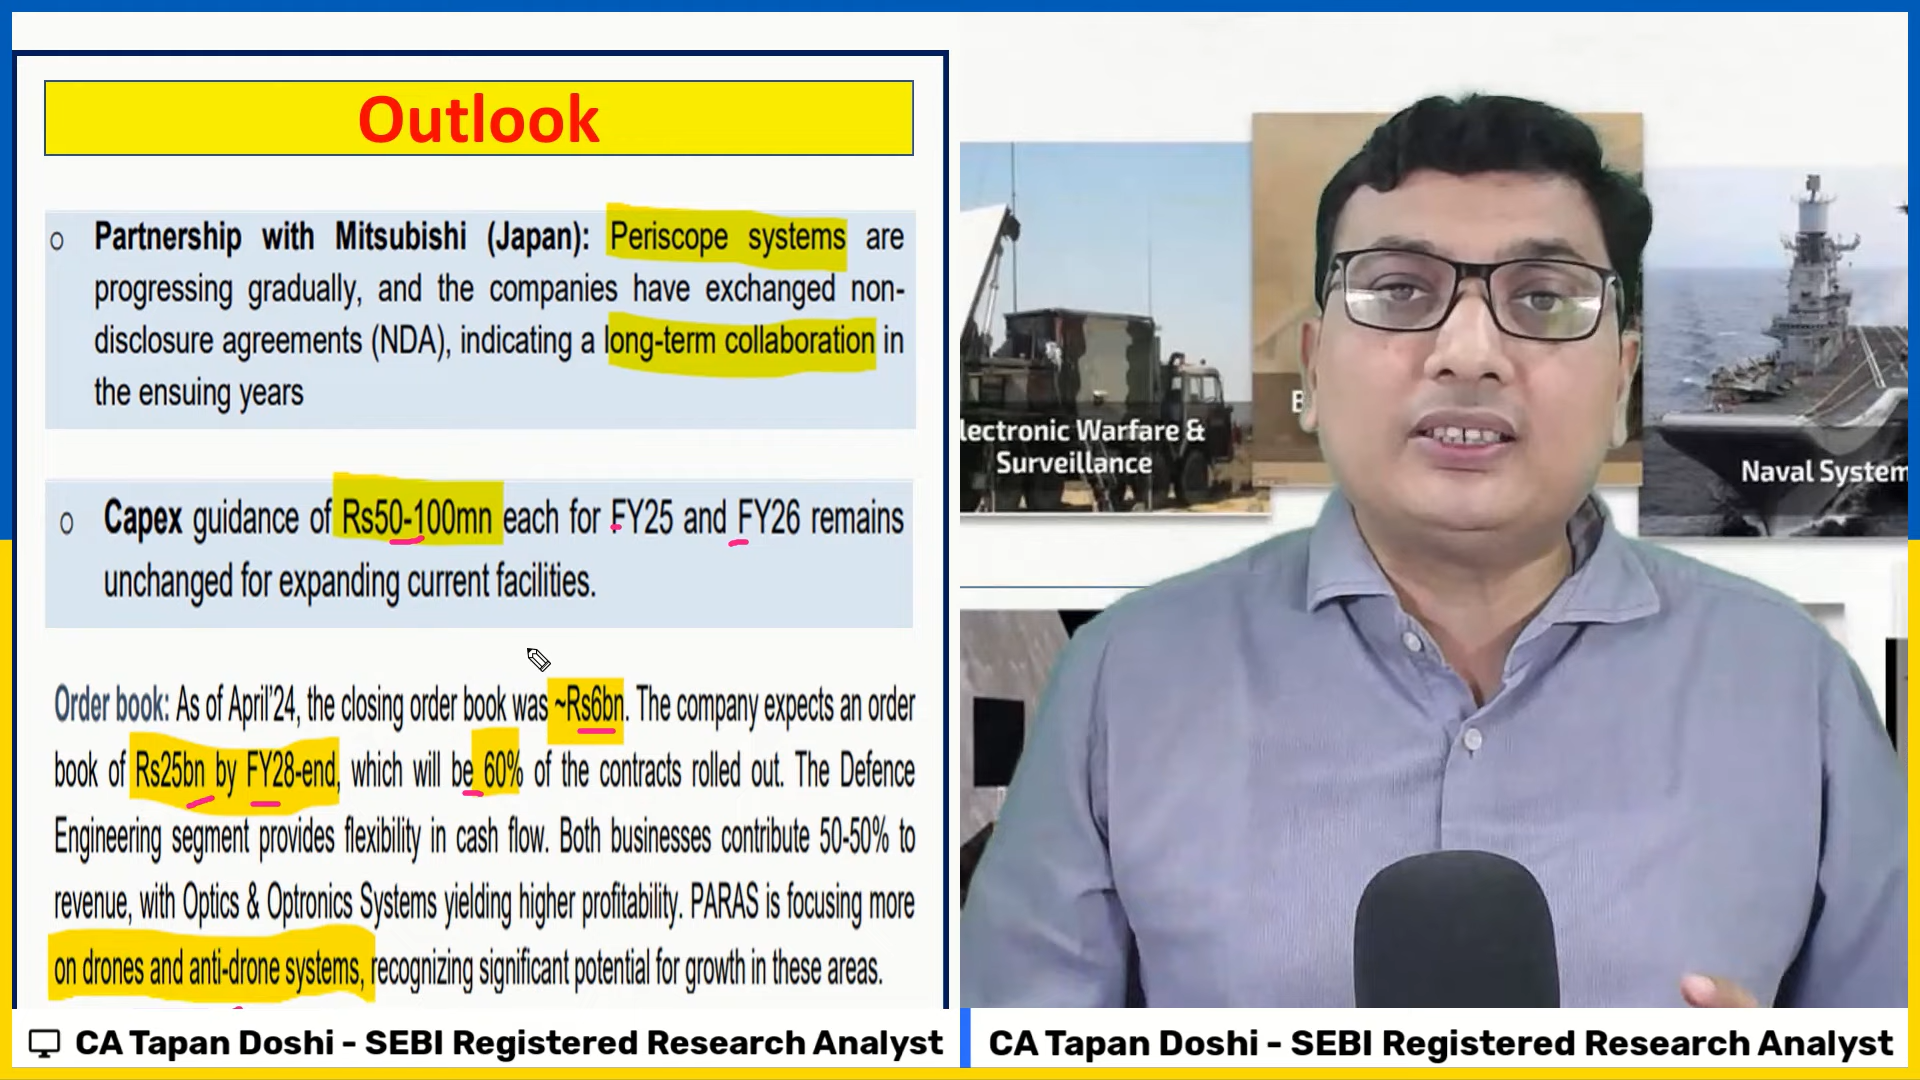 Outlook
Partnership with Mitsubishi (Japan): Periscope systems are
progressing gradually, and the companies have exchanged non-
disclosure agreements (NDA), indicating a long-term collaboration in
the ensuing years
Capex guidance of Rs50-100mn each for FY25 and FY26 remains
unchanged for expanding current facilities.
Order book: As of April'24, the closing order book was ~Rs6bn. The company expects an order
book of Rs25bn by FY28-end, which will be 60% of the contracts rolled out. The Defence
Engineering segment provides flexibility in cash flow. Both businesses contribute 50-50% to
revenue, with Optics & Optronics Systems yielding higher profitability. PARAS is focusing more
on drones and anti-drone systems, recognizing significant potential for growth in these areas.
CA Tapan Doshi - SEBI Registered Research Analyst
lectronic Warfare &
Surveillance
B
Naval System
CA Tapan Doshi - SEBI Registered Research Analyst